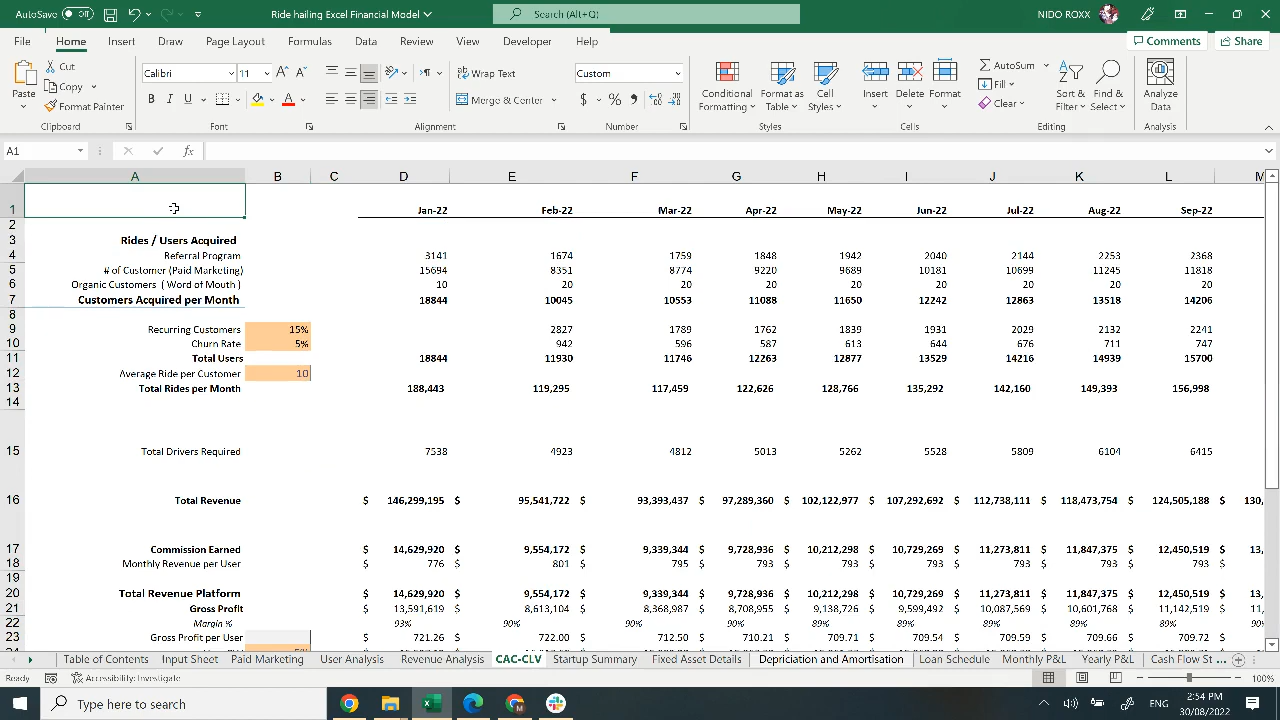 AutoSave Off Ride hailing Excel Financial Model Search (Alt+Q) NIDO ROXX
File Home Insert Draw Page Layout Formulas Data Review View Developer Help Comments Share
Paste Cut Copy Format Painter Clipboard
Calibri 11 B I U Font
Wrap Text Merge & Center Alignment
Custom $ % Number
Conditional Formatting Format as Table Cell Styles Styles
Insert Delete Format Cells
AutoSum Fill Clear Sort & Filter Find & Select Editing
Analyze Data Analysis
A1 fx
A B C D E F G H I J K L M
1 Jan-22 Feb-22 Mar-22 Apr-22 May-22 Jun-22 Jul-22 Aug-22 Sep-22
2
3 Rides / Users Acquired
4 Referral Program 3141 1674 1759 1848 1942 2040 2144 2253 2368
5 # of Customer (Paid Marketing) 15694 8351 8774 9220 9689 10181 10699 11245 11818
6 Organic Customers ( Word of Mouth ) 10 20 20 20 20 20 20 20 20
7 Customers Acquired per Month 18844 10045 10553 11088 11650 12242 12863 13518 14206
8
9 Recurring Customers 15% 2827 1789 1762 1839 1931 2029 2132 2241
10 Churn Rate 5% 942 596 587 613 644 676 711 747
11 Total Users 18844 11930 11746 12263 12877 13529 14216 14939 15700
12 Average Ride per Customer 10
13 Total Rides per Month 188,443 119,295 117,459 122,626 128,766 135,292 142,160 149,393 156,998
14
15 Total Drivers Required 7538 4923 4812 5013 5262 5528 5809 6104 6415
16 Total Revenue $ 146,299,195 $ 95,541,722 $ 93,393,437 $ 97,289,360 $ 102,122,977 $ 107,292,692 $ 112,738,111 $ 118,473,754 $ 124,505,188 $ 130,
17 Commission Earned $ 14,629,920 $ 9,554,172 $ 9,339,344 $ 9,728,936 $ 10,212,298 $ 10,729,269 $ 11,273,811 $ 11,847,375 $ 12,450,519 $ 13,
18 Monthly Revenue per User $ 776 $ 801 $ 795 $ 793 $ 793 $ 793 $ 793 $ 793 $ 793 $
19
20 Total Revenue Platform $ 14,629,920 $ 9,554,172 $ 9,339,344 $ 9,728,936 $ 10,212,298 $ 10,729,269 $ 11,273,811 $ 11,847,375 $ 12,450,519 $ 13,
21 Gross Profit $ 13,591,619 $ 8,613,104 $ 8,368,987 $ 8,708,955 $ 9,138,726 $ 9,599,492 $ 10,087,569 $ 10,601,768 $ 11,142,519 $ 11,
22 Margin % 93% 90% 90% 90% 89% 89% 89% 89% 89% 90%
23 Gross Profit per User $ 721.26 $ 722.00 $ 712.50 $ 710.21 $ 709.71 $ 709.54 $ 709.59 $ 709.66 $ 709.72 $
Table of Contents Input Sheet Paid Marketing User Analysis Revenue Analysis CAC-CLV Startup Summary Fixed Asset Details Depriciation and Amortisation Loan Schedule Monthly P&L Yearly P&L Cash Flow St ...
Ready Accessibility: Investigate 100%
Type here to search ENG 2:54 PM
30/08/2022